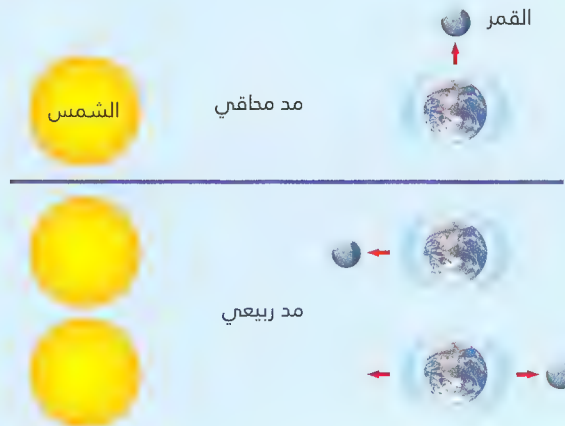 القمر
الشمس
مد محاقي
مد ربيعي